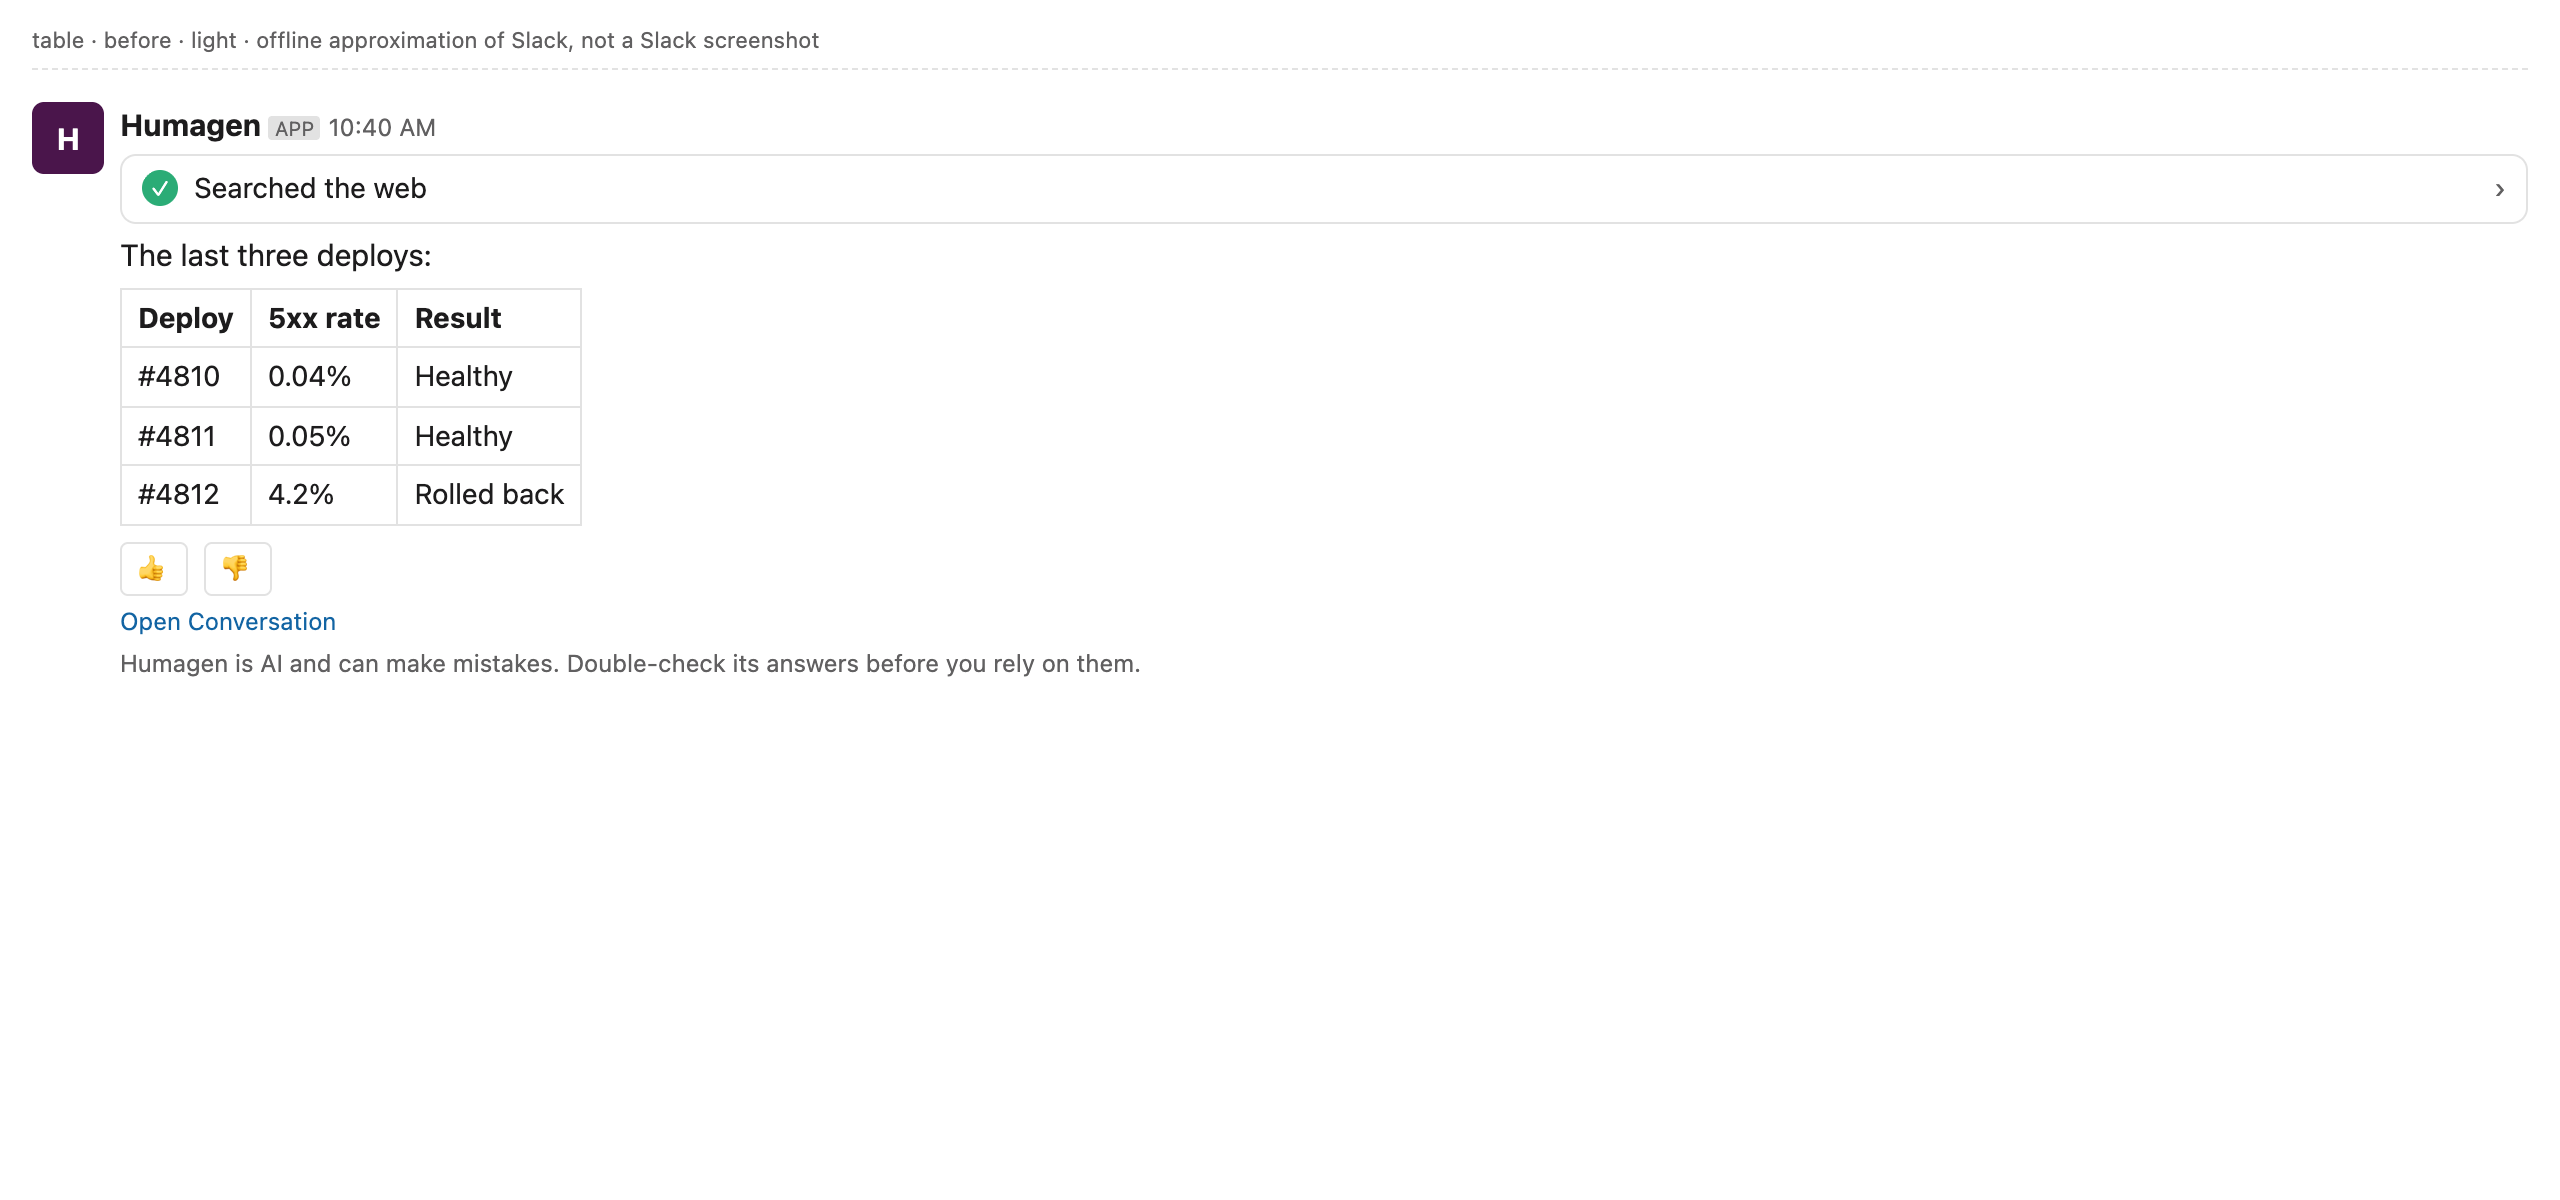 table · before · light · offline approximation of Slack, not a Slack screenshot
H
Humagen APP 10:40 AM
Searched the web
The last three deploys:
Deploy 5xx rate Result
#4810 0.04% Healthy
#4811 0.05% Healthy
#4812 4.2% Rolled back
Open Conversation
Humagen is AI and can make mistakes. Double-check its answers before you rely on them.